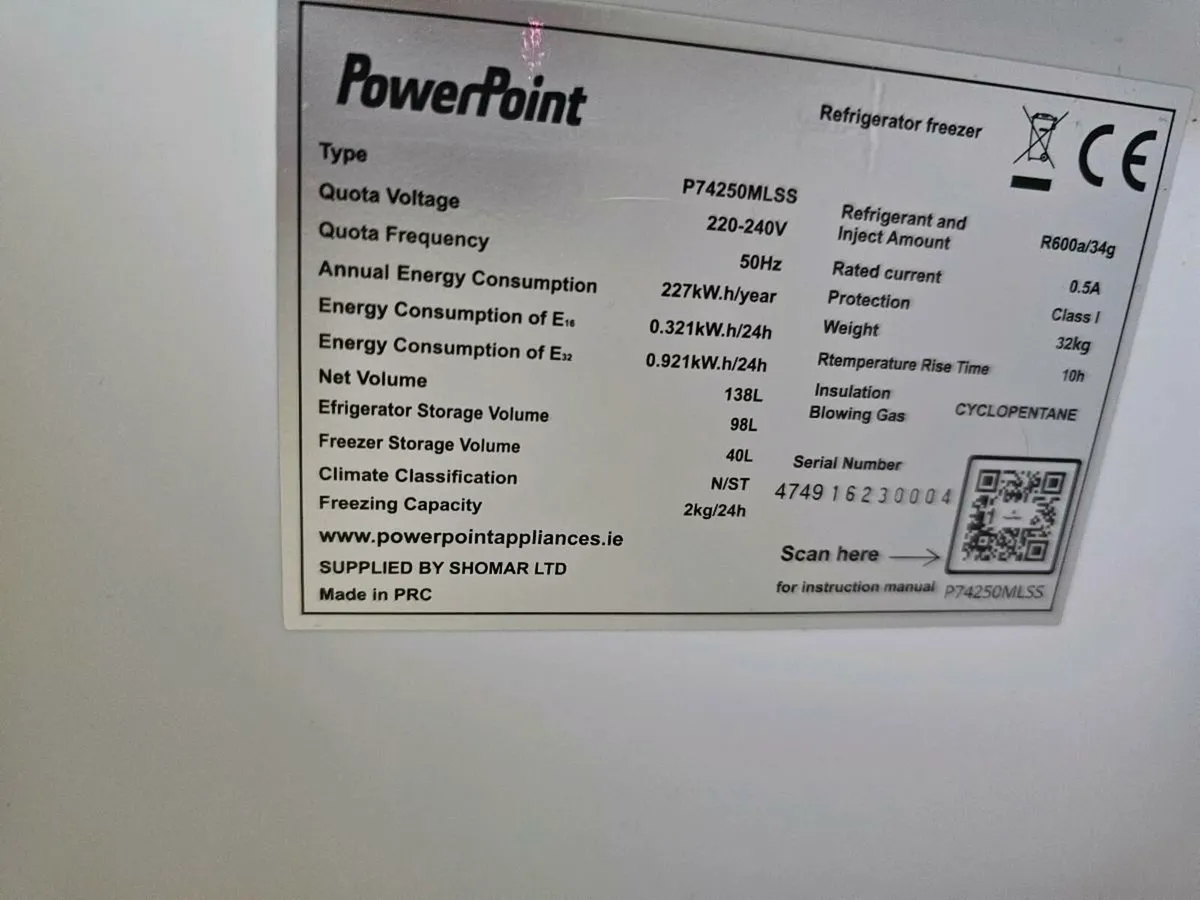 PowerPoint
Refrigerator freezer
CE
Type P74250MLSS
Quota Voltage 220-240V
Quota Frequency 50Hz
Annual Energy Consumption 227kW.h/year
Energy Consumption of E₁₆ 0.321kW.h/24h
Energy Consumption of E₃₂ 0.921kW.h/24h
Net Volume 138L
Efrigerator Storage Volume 98L
Freezer Storage Volume 40L
Climate Classification N/ST
Freezing Capacity 2kg/24h
www.powerpointappliances.ie
SUPPLIED BY SHOMAR LTD
Made in PRC
Refrigerant and
Inject Amount R600a/34g
Rated current 0.5A
Protection Class I
Weight 32kg
Rtemperature Rise Time 10h
Insulation
Blowing Gas CYCLOPENTANE
Serial Number
474916230004
Scan here
for instruction manual P74250MLSS